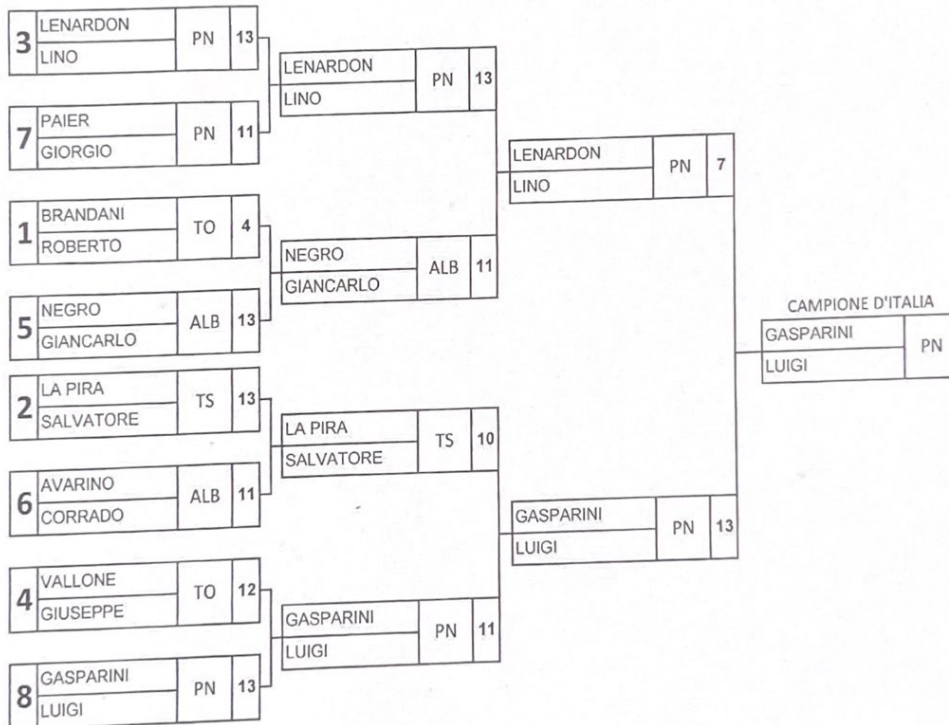 3 LENARDON PN 13
LINO
7 PAIER PN 11
GIORGIO
1 BRANDANI TO 4
ROBERTO
5 NEGRO ALB 13
GIANCARLO
2 LA PIRA TS 13
SALVATORE
6 AVARINO ALB 11
CORRADO
4 VALLONE TO 12
GIUSEPPE
8 GASPARINI PN 13
LUIGI
LENARDON PN 13
LINO
NEGRO ALB 11
GIANCARLO
LA PIRA TS 10
SALVATORE
GASPARINI PN 11
LUIGI
LENARDON PN 7
LINO
GASPARINI PN 13
LUIGI
CAMPIONE D'ITALIA
GASPARINI PN
LUIGI